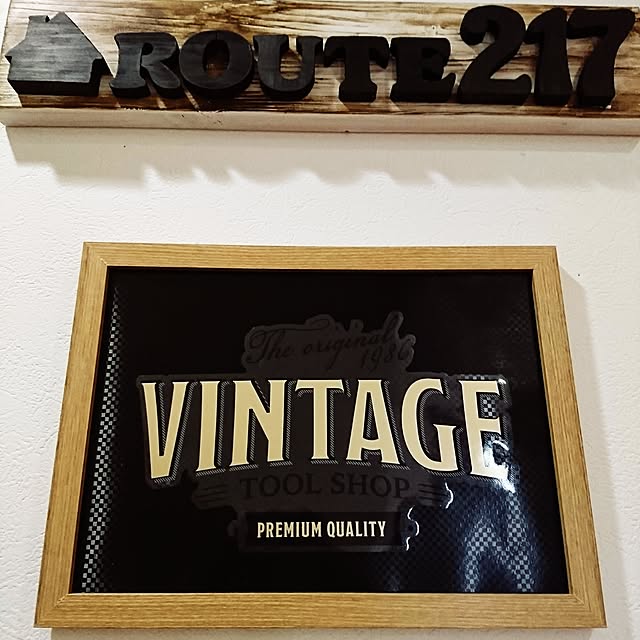 ROUTE217
The original
1986
VINTAGE
TOOL SHOP
PREMIUM QUALITY